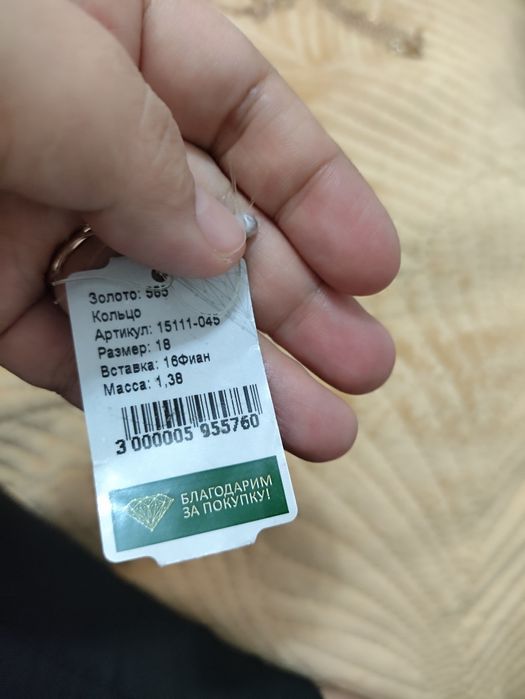 Золото: 585
Кольцо
Артикул: 15111-045
Размер: 18
Вставка: 16Фиан
Масса: 1,38
3 000005 955760
БЛАГОДАРИМ
ЗА ПОКУПКУ!